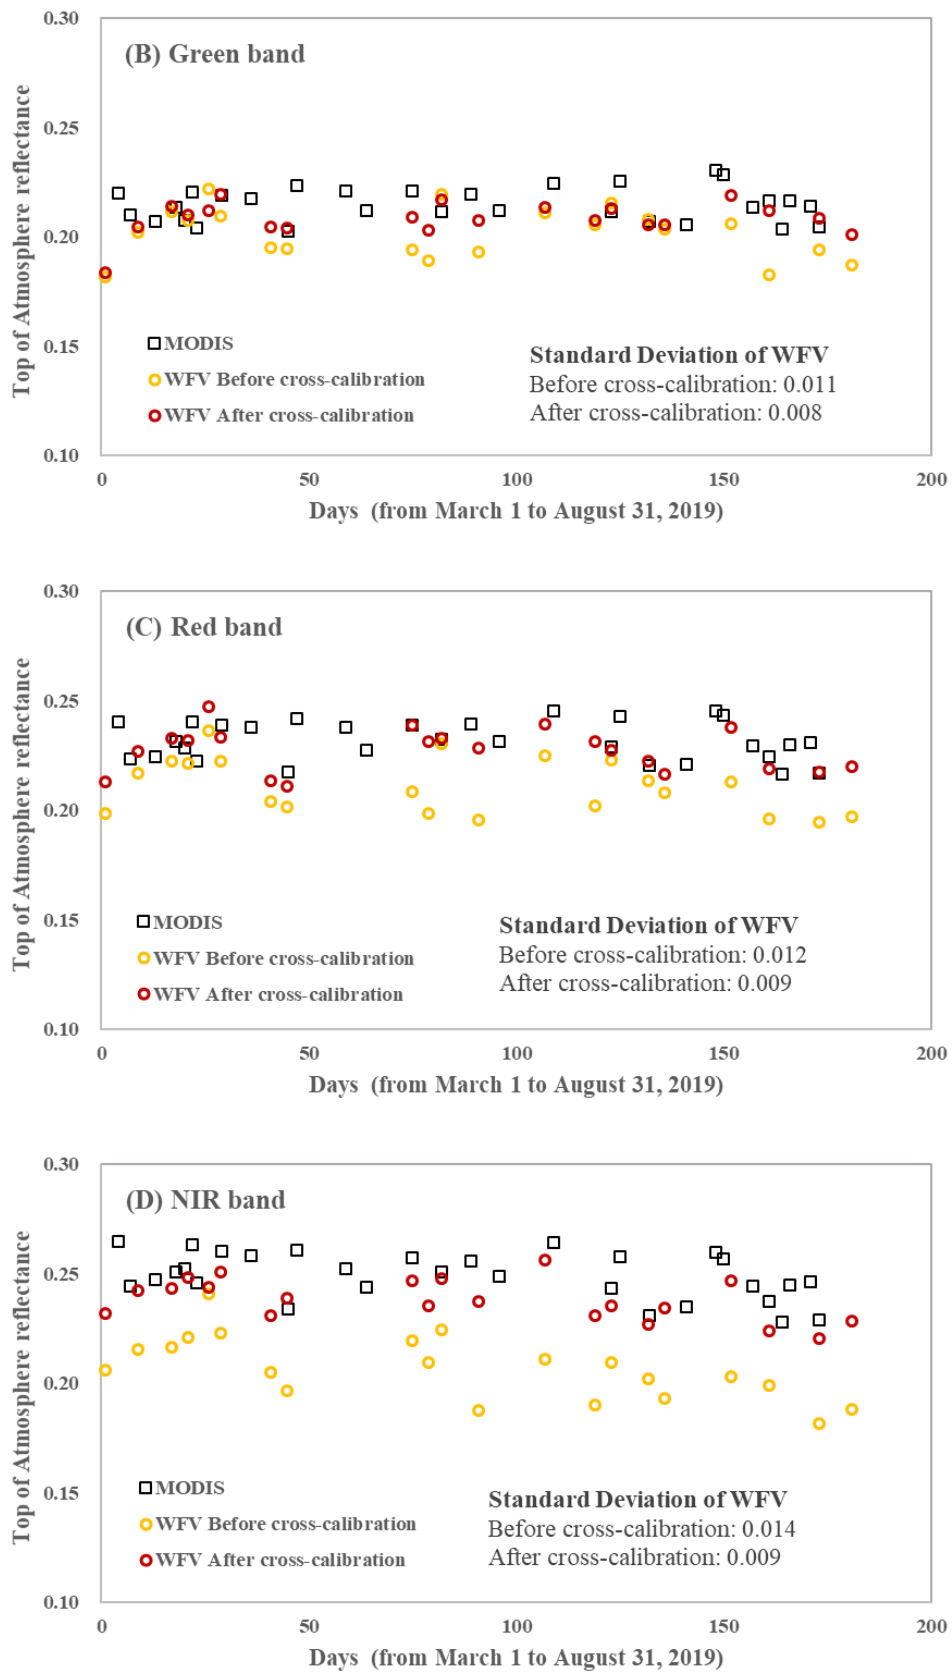 0.30
(B) Green band
0.25
0.20
0.15
0.10
Top of Atmosphere reflectance
MODIS
WFV Before cross-calibration
WFV After cross-calibration
Standard Deviation of WFV
Before cross-calibration: 0.011
After cross-calibration: 0.008
0 50 100 150 200
Days (from March 1 to August 31, 2019)
0.30
(C) Red band
0.25
0.20
0.15
0.10
Top of Atmosphere reflectance
MODIS
WFV Before cross-calibration
WFV After cross-calibration
Standard Deviation of WFV
Before cross-calibration: 0.012
After cross-calibration: 0.009
0 50 100 150 200
Days (from March 1 to August 31, 2019)
0.30
(D) NIR band
0.25
0.20
0.15
0.10
Top of Atmosphere reflectance
MODIS
WFV Before cross-calibration
WFV After cross-calibration
Standard Deviation of WFV
Before cross-calibration: 0.014
After cross-calibration: 0.009
0 50 100 150 200
Days (from March 1 to August 31, 2019)